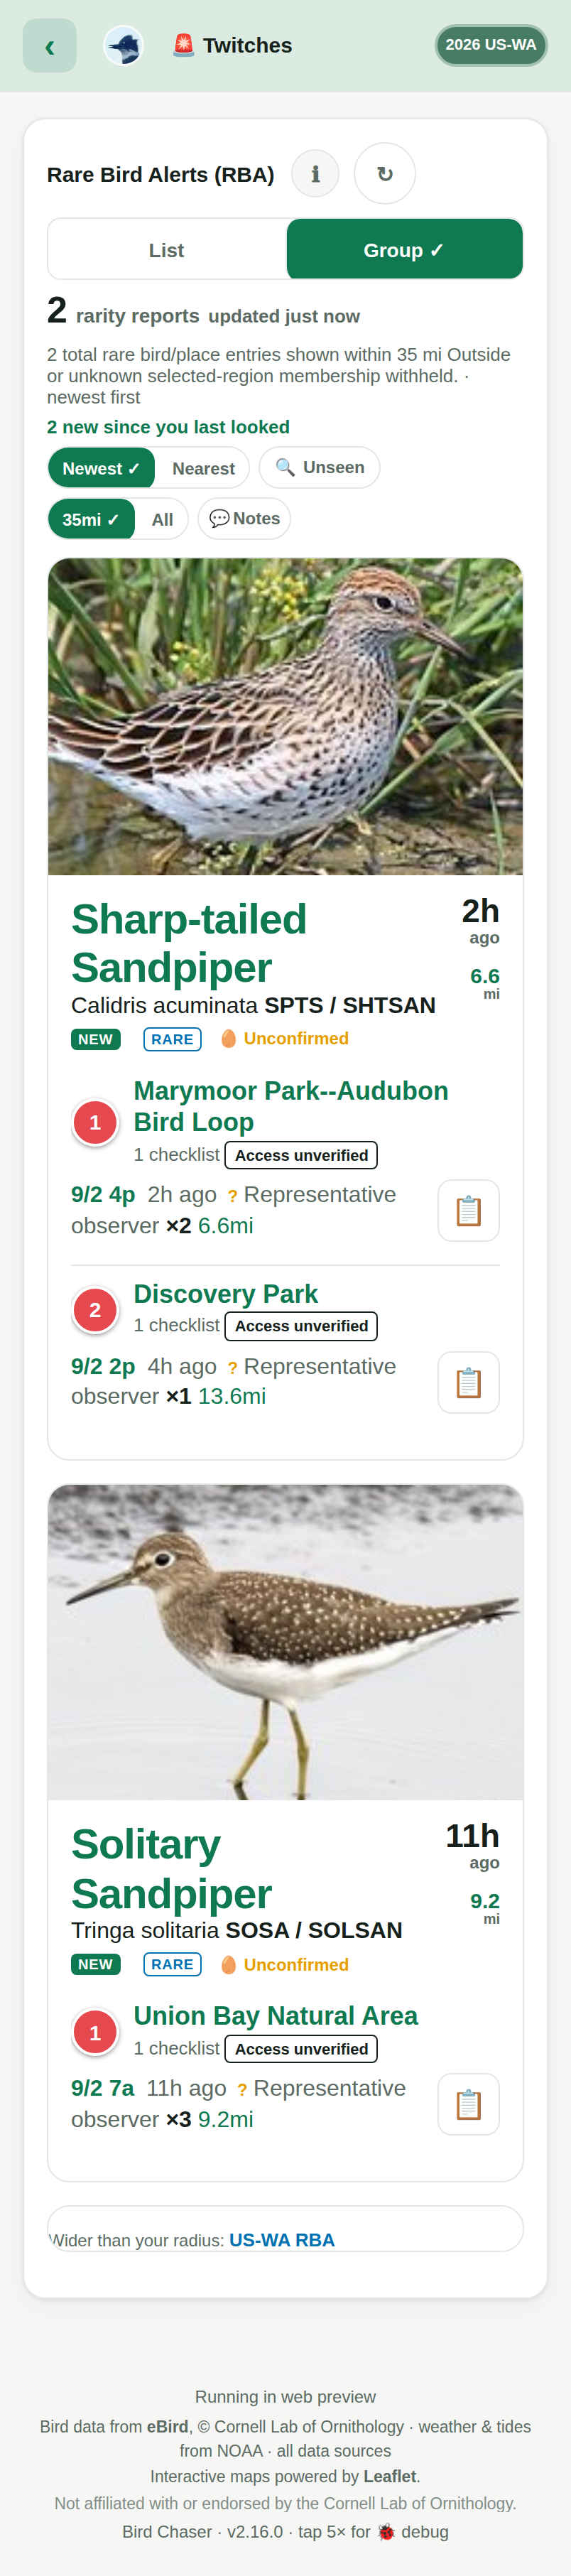 ‹ 🚨 Twitches 2026 US-WA
Rare Bird Alerts (RBA) ℹ ↻
List Group ✓
2 rarity reports updated just now
2 total rare bird/place entries shown within 35 mi Outside
or unknown selected-region membership withheld. ·
newest first
2 new since you last looked
Newest ✓ Nearest 🔍 Unseen
35mi ✓ All 💬 Notes
Sharp-tailed 2h
ago
Sandpiper 6.6
mi
Calidris acuminata SPTS / SHTSAN
NEW RARE 🥚 Unconfirmed
Marymoor Park--Audubon
1 Bird Loop
1 checklist Access unverified
9/2 4p 2h ago ? Representative
observer ×2 6.6mi 📋
2 Discovery Park
1 checklist Access unverified
9/2 2p 4h ago ? Representative
observer ×1 13.6mi 📋
Solitary 11h
ago
Sandpiper 9.2
mi
Tringa solitaria SOSA / SOLSAN
NEW RARE 🥚 Unconfirmed
1 Union Bay Natural Area
1 checklist Access unverified
9/2 7a 11h ago ? Representative
observer ×3 9.2mi 📋
Wider than your radius: US-WA RBA
Running in web preview
Bird data from eBird, © Cornell Lab of Ornithology · weather & tides
from NOAA · all data sources
Interactive maps powered by Leaflet.
Not affiliated with or endorsed by the Cornell Lab of Ornithology.
Bird Chaser · v2.16.0 · tap 5× for 🐞 debug